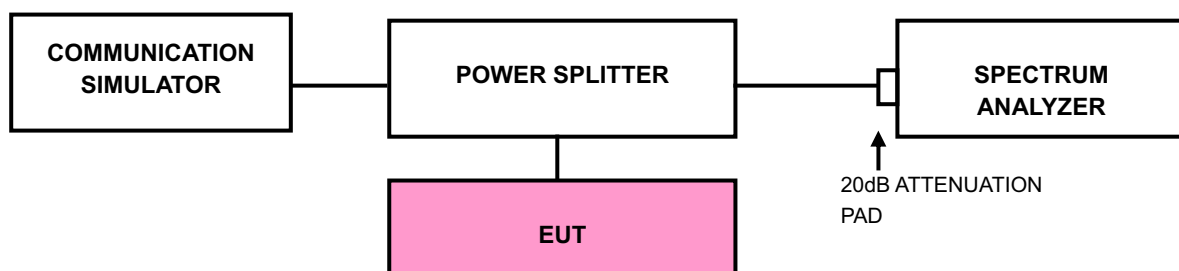 COMMUNICATION
SIMULATOR
POWER SPLITTER
SPECTRUM
ANALYZER
20dB ATTENUATION
PAD
EUT